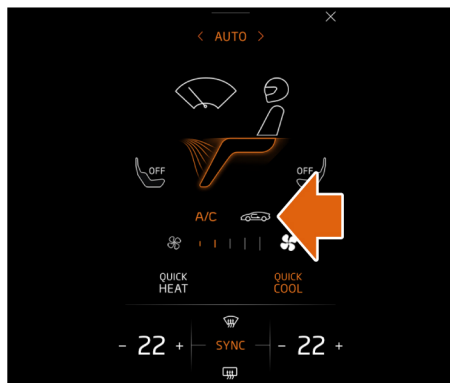 < AUTO >
OFF
OFF
A/C
QUICK
HEAT
QUICK
COOL
- 22 +
SYNC
- 22 +